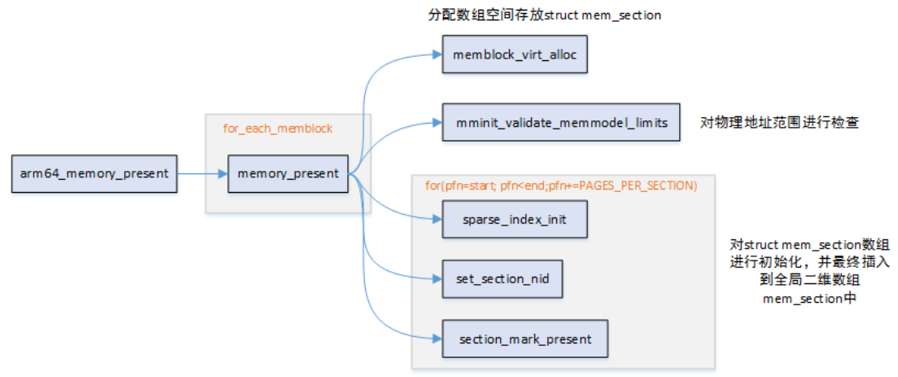 分配数组空间存放struct mem_section
memblock_virt_alloc
for_each_memblock
mminit_validate_memmodel_limits
对物理地址范围进行检查
arm64_memory_present
memory_present
for(pfn=start; pfn<end;pfn+=PAGES_PER_SECTION)
sparse_index_init
set_section_nid
section_mark_present
对struct mem_section数组
进行初始化，并最终插入
到全局二维数组
mem_section中